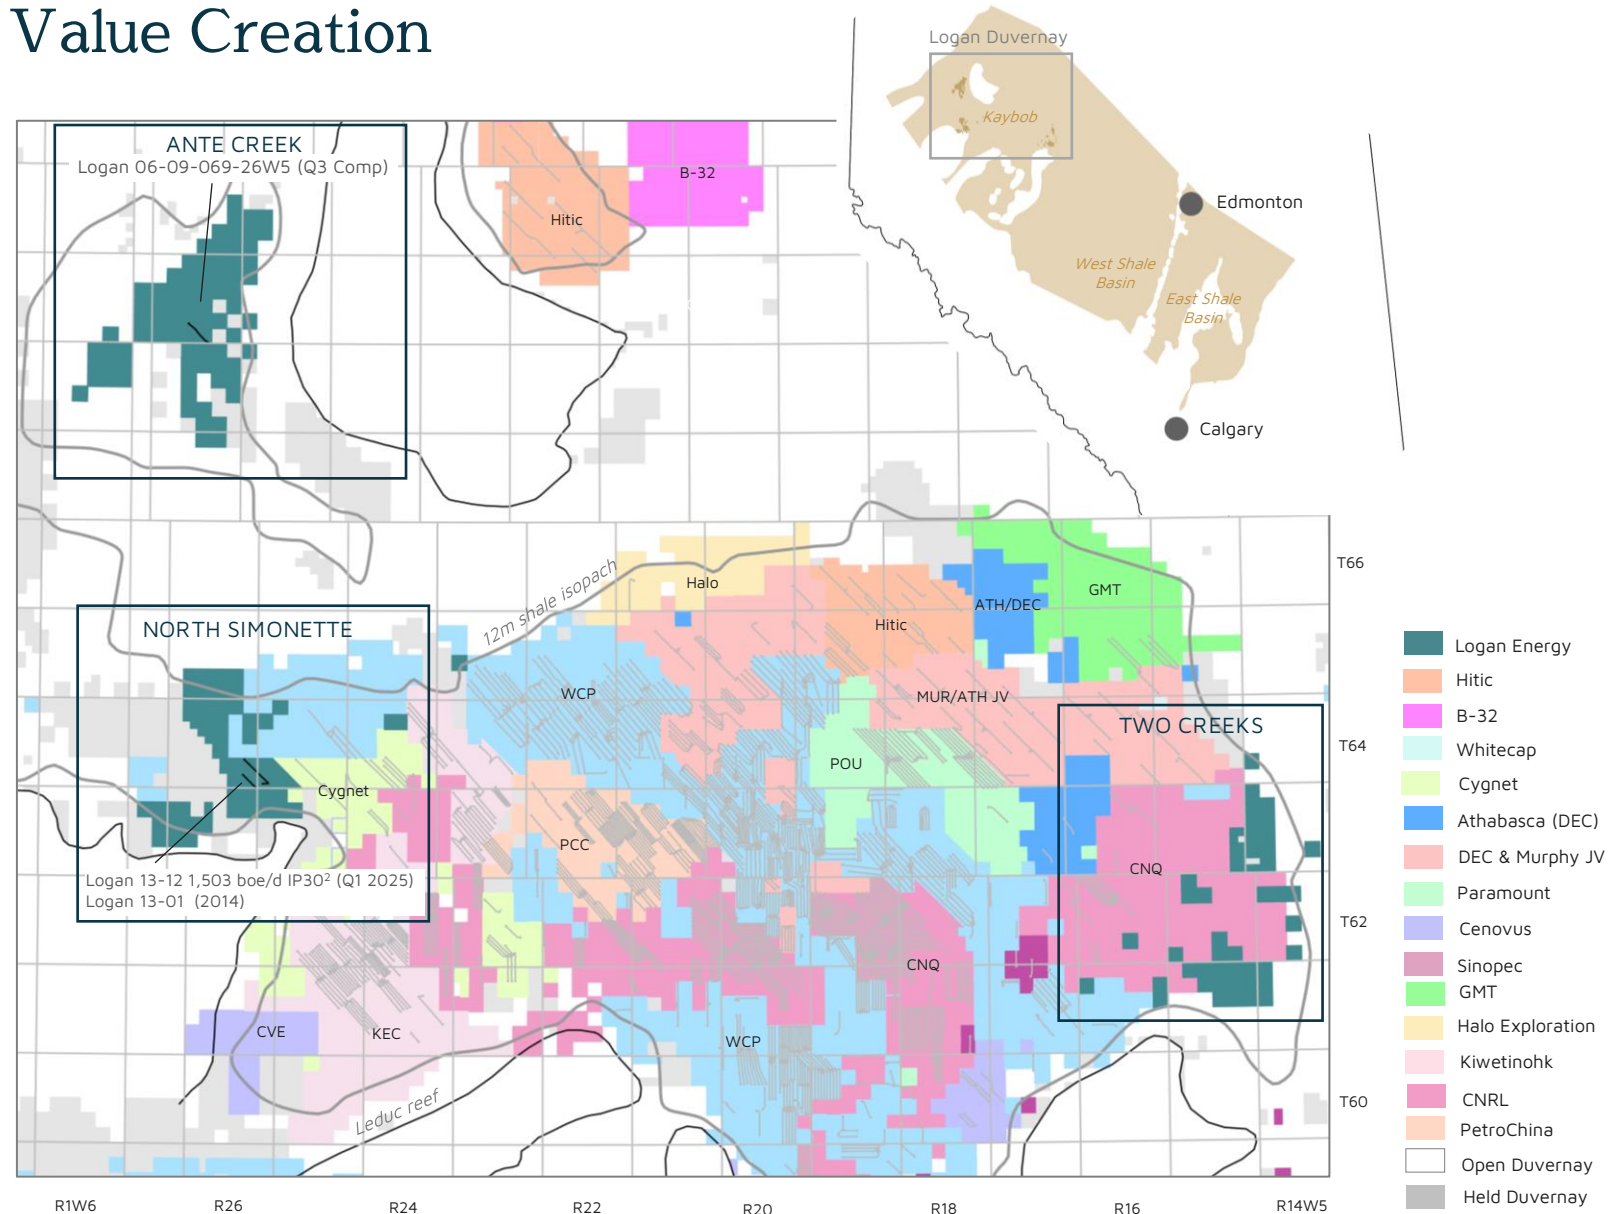 Value Creation
Logan Duvernay
Kaybob
Edmonton
West Shale
Basin
East Shale
Basin
Calgary
ANTE CREEK
Logan 06-09-069-26W5 (Q3 Comp)
B-32
Hitic
12m shale isopach
Halo
Hitic
ATH/DEC
GMT
T66
NORTH SIMONETTE
WCP
MUR/ATH JV
TWO CREEKS
T64
POU
Cygnet
PCC
CNQ
Logan 13-12 1,503 boe/d IP30² (Q1 2025)
Logan 13-01 (2014)
T62
CNQ
CVE
KEC
WCP
Leduc reef
T60
R1W6
R26
R24
R22
R20
R18
R16
R14W5
Logan Energy
Hitic
B-32
Whitecap
Cygnet
Athabasca (DEC)
DEC & Murphy JV
Paramount
Cenovus
Sinopec
GMT
Halo Exploration
Kiwetinohk
CNRL
PetroChina
Open Duvernay
Held Duvernay